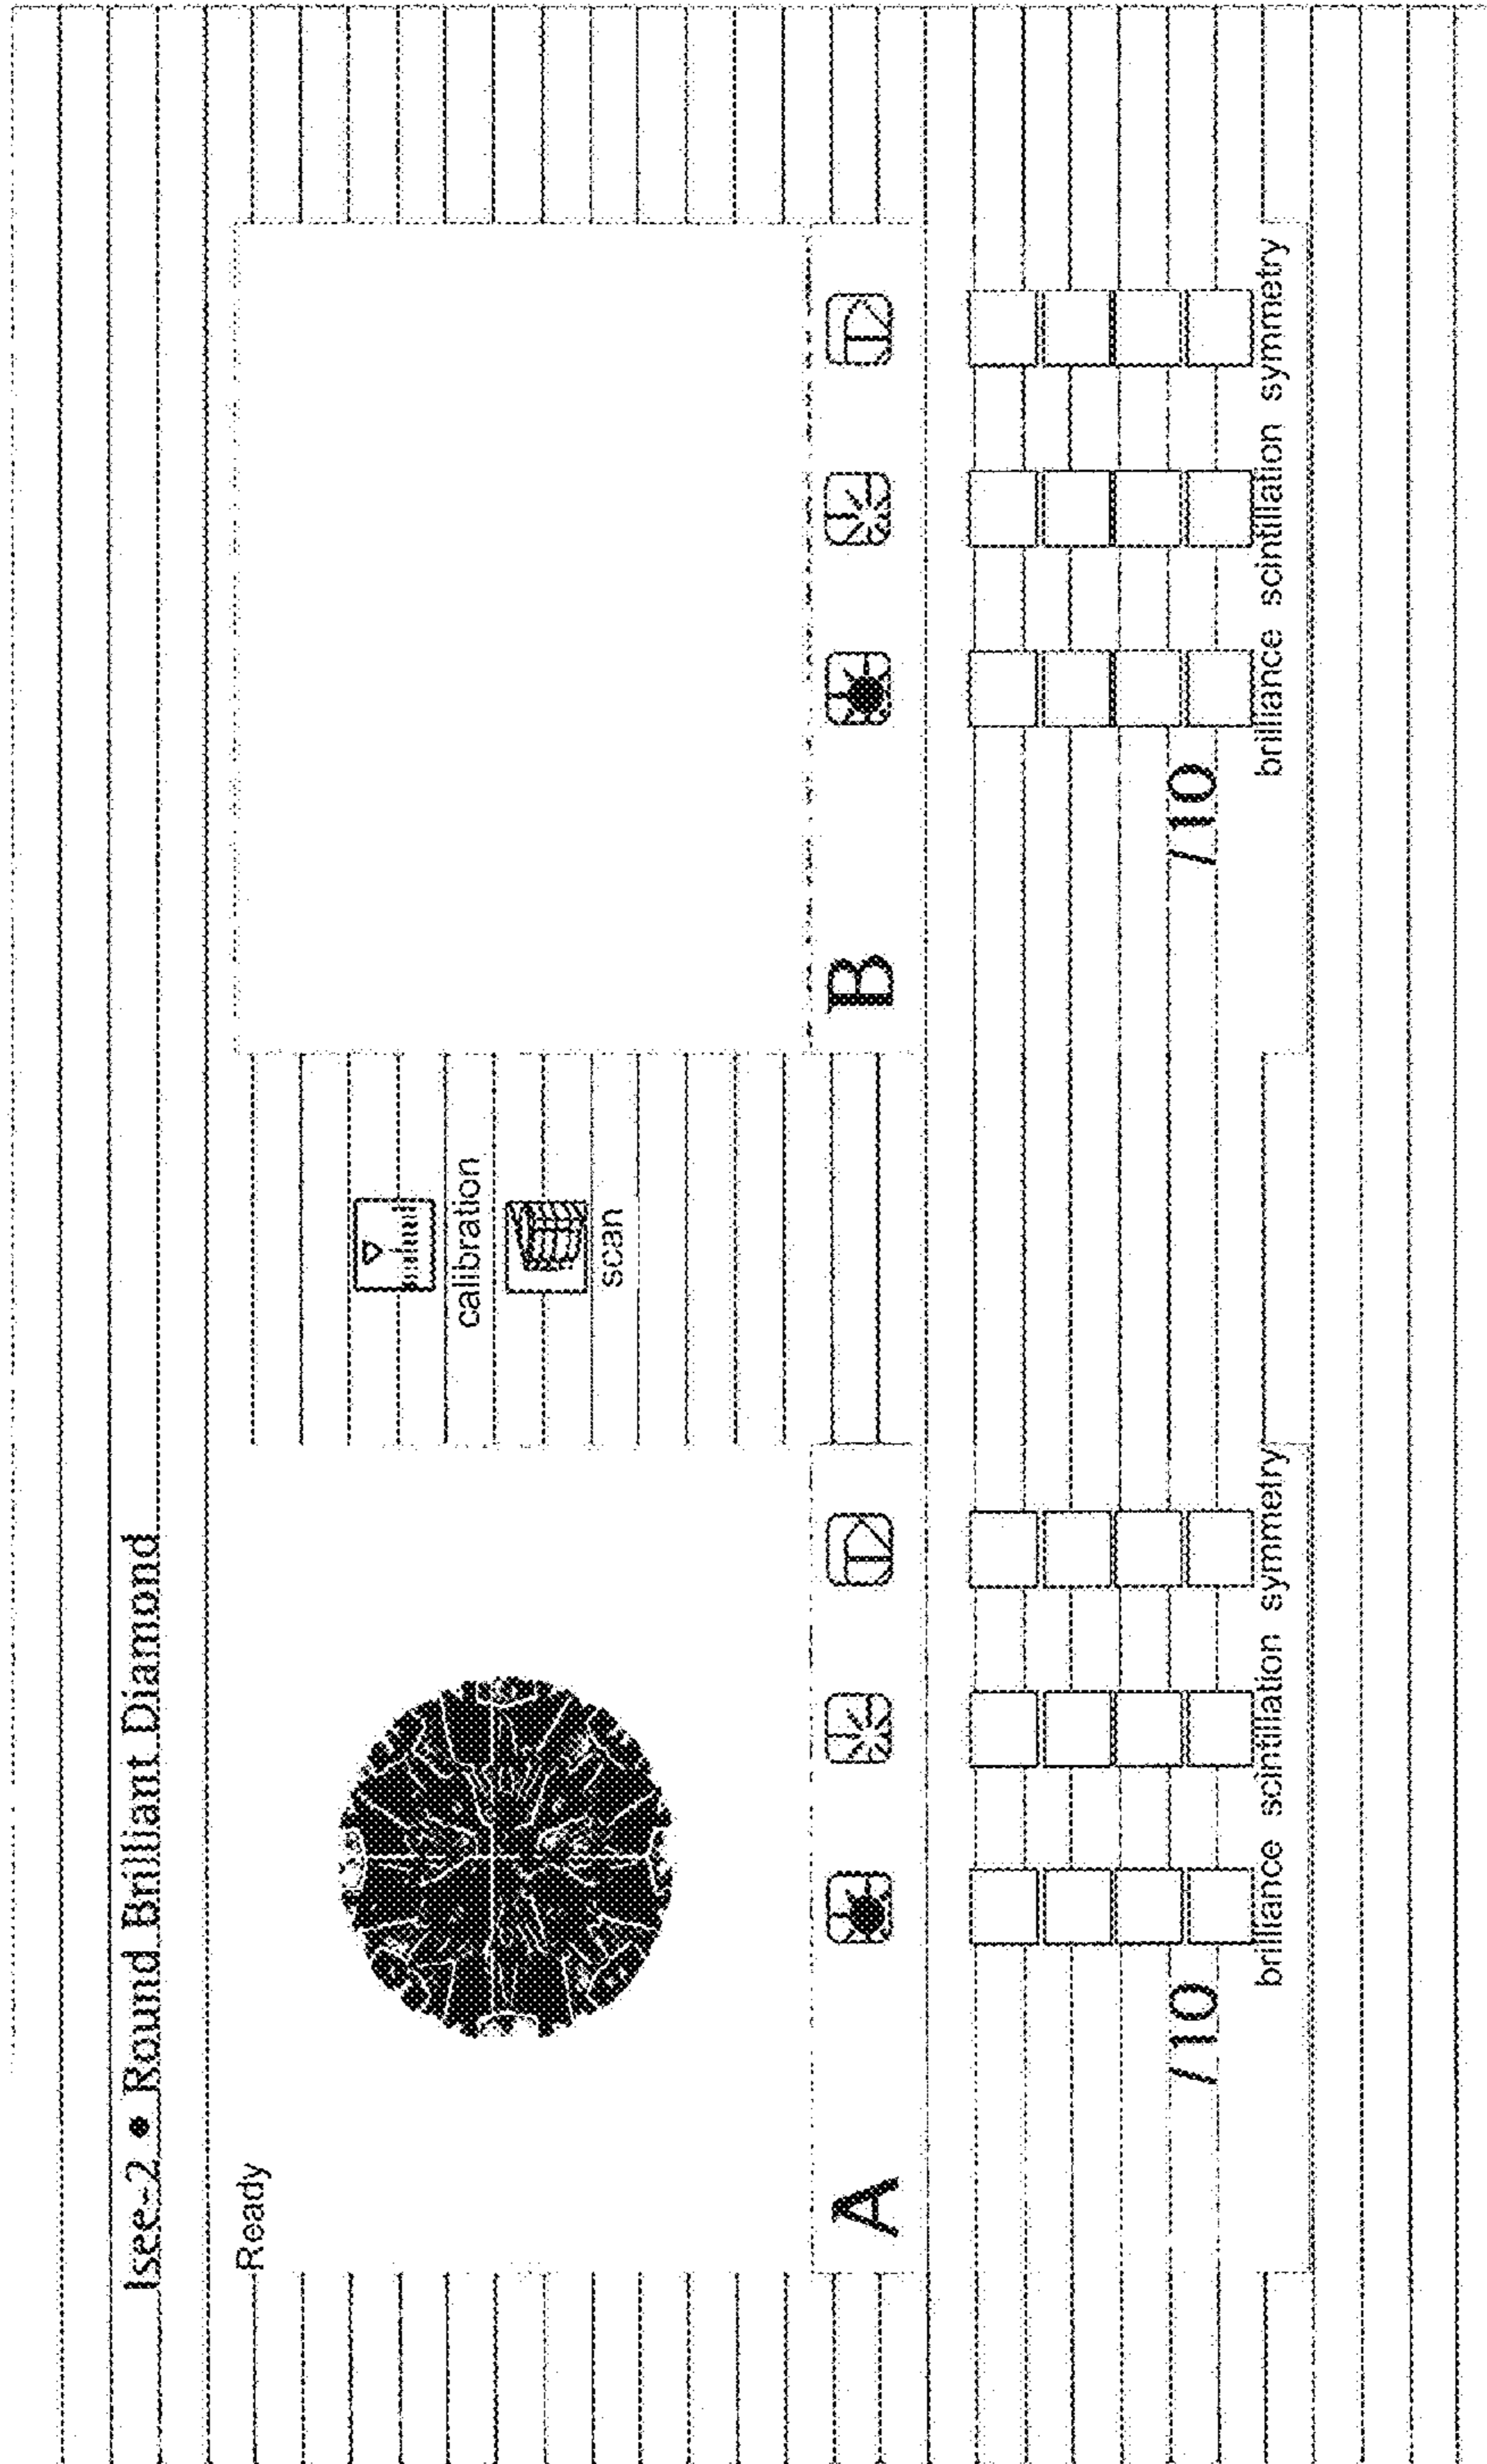 Isee-2 • Round Brilliant Diamond
Ready
calibration
scan
A
B
/10
brilliance scintillation symmetry
/10
brilliance scintillation symmetry